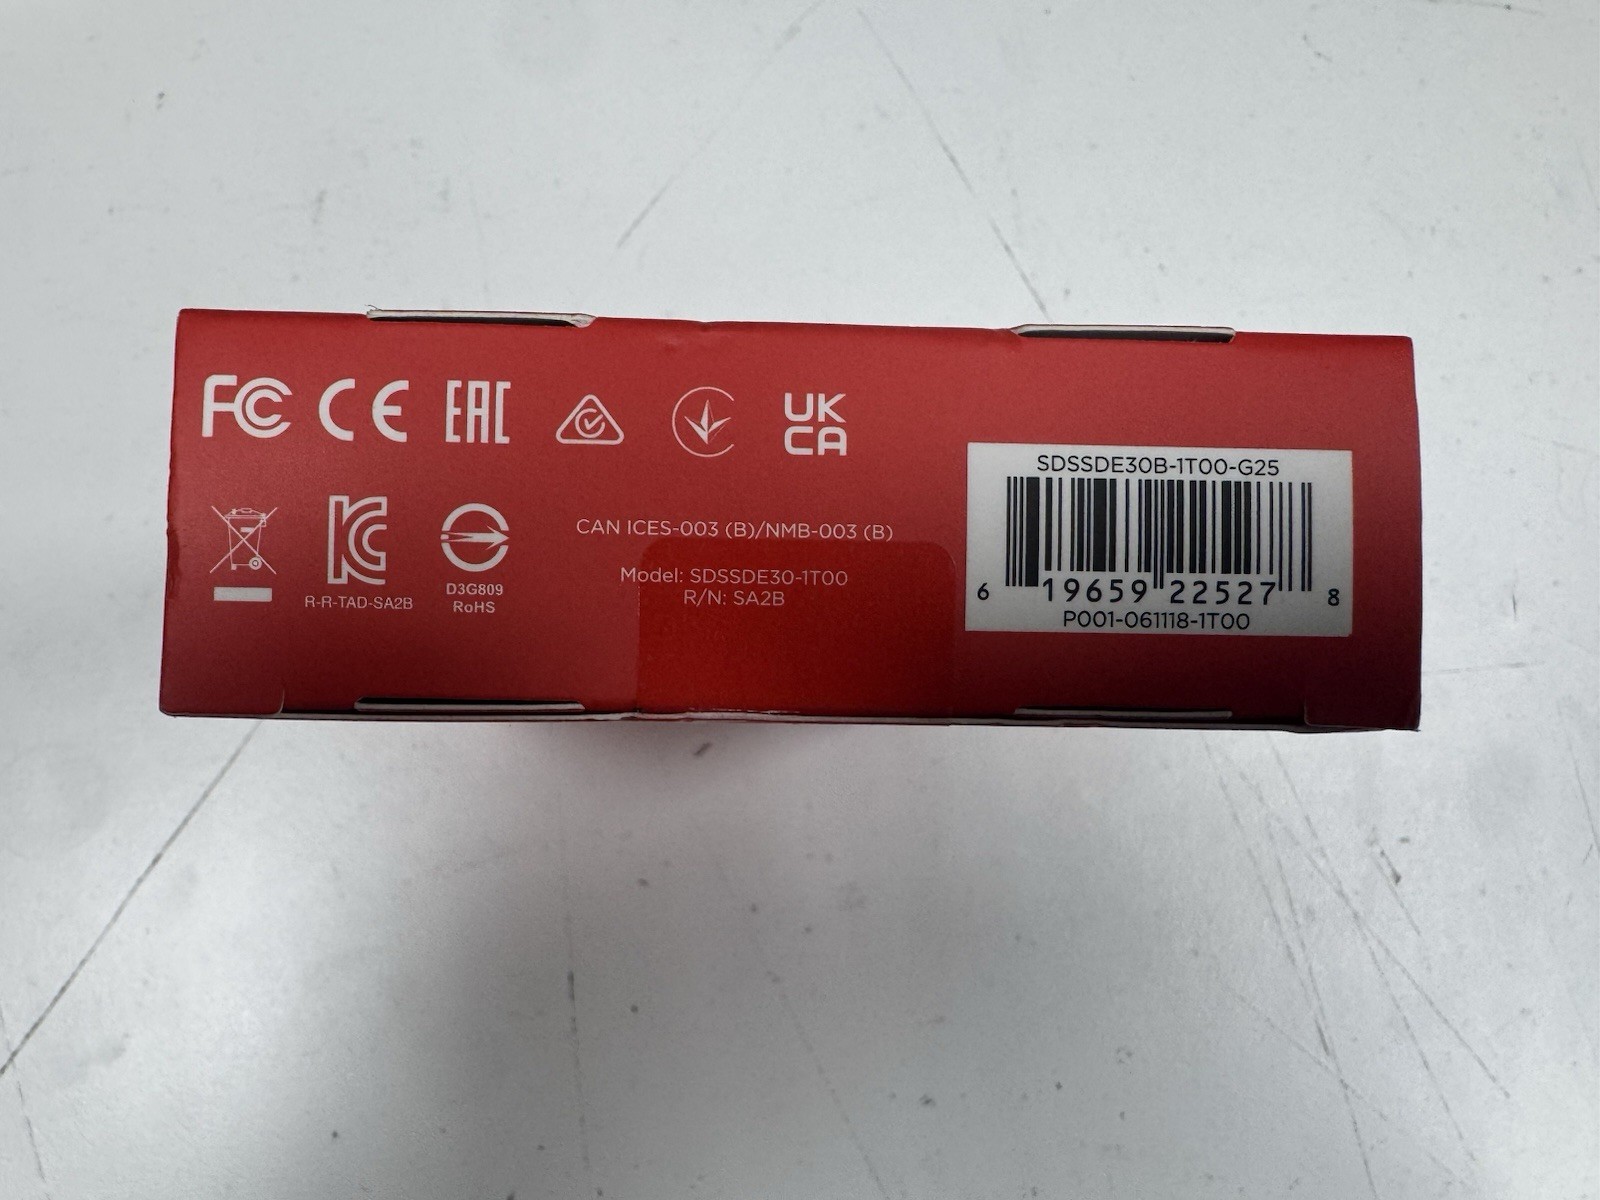 FC CE EAC
UK
CA
KC
R-R-TAD-SA2B
D3G809
RoHS
CAN ICES-003 (B)/NMB-003 (B)
Model: SDSSDE30-1T00
R/N: SA2B
SDSSDE30B-1T00-G25
6 19659 22527 8
P001-061118-1T00